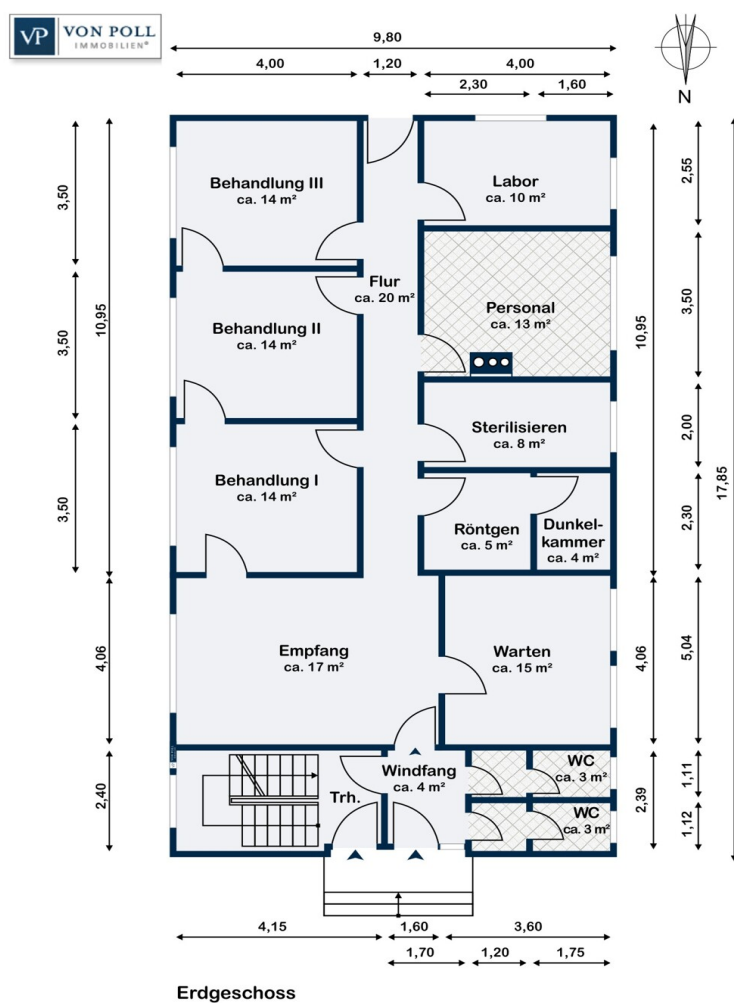 VP VON POLL
IMMOBILIEN®
9,80
4,00 1,20 4,00
2,30 1,60
N
Behandlung III
ca. 14 m²
Labor
ca. 10 m²
3,50
2,55
Flur
ca. 20 m²
Personal
ca. 13 m²
3,50
10,95
Behandlung II
ca. 14 m²
3,50
10,95
Sterilisieren
ca. 8 m²
2,00
Behandlung I
ca. 14 m²
3,50
17,85
Röntgen
ca. 5 m²
Dunkel-
kammer
ca. 4 m²
2,30
Empfang
ca. 17 m²
Warten
ca. 15 m²
4,06
4,06
5,04
Windfang
ca. 4 m²
WC
ca. 3 m²
Trh.
WC
ca. 3 m²
2,40
2,39
1,11
1,12
4,15 1,60 3,60
1,70 1,20 1,75
Erdgeschoss